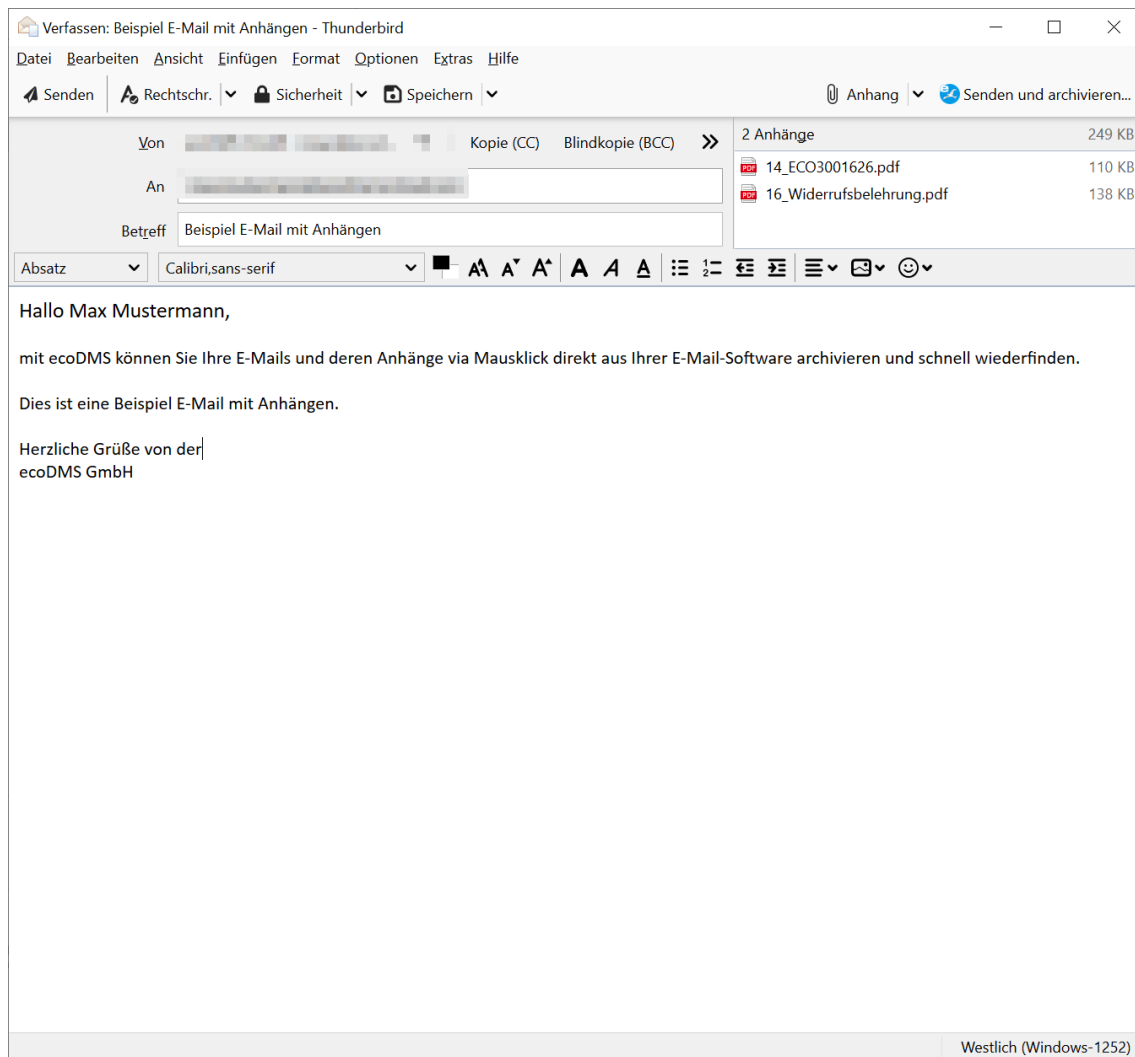 Verfassen: Beispiel E-Mail mit Anhängen - Thunderbird
Datei Bearbeiten Ansicht Einfügen Format Optionen Extras Hilfe
Senden Rechtschr. Sicherheit Speichern Anhang Senden und archivieren...
Von Kopie (CC) Blindkopie (BCC)
2 Anhänge 249 KB
An
14_ECO3001626.pdf 110 KB
16_Widerrufsbelehrung.pdf 138 KB
Betreff Beispiel E-Mail mit Anhängen
Absatz Calibri,sans-serif
Hallo Max Mustermann,
mit ecoDMS können Sie Ihre E-Mails und deren Anhänge via Mausklick direkt aus Ihrer E-Mail-Software archivieren und schnell wiederfinden.
Dies ist eine Beispiel E-Mail mit Anhängen.
Herzliche Grüße von der
ecoDMS GmbH
Westlich (Windows-1252)